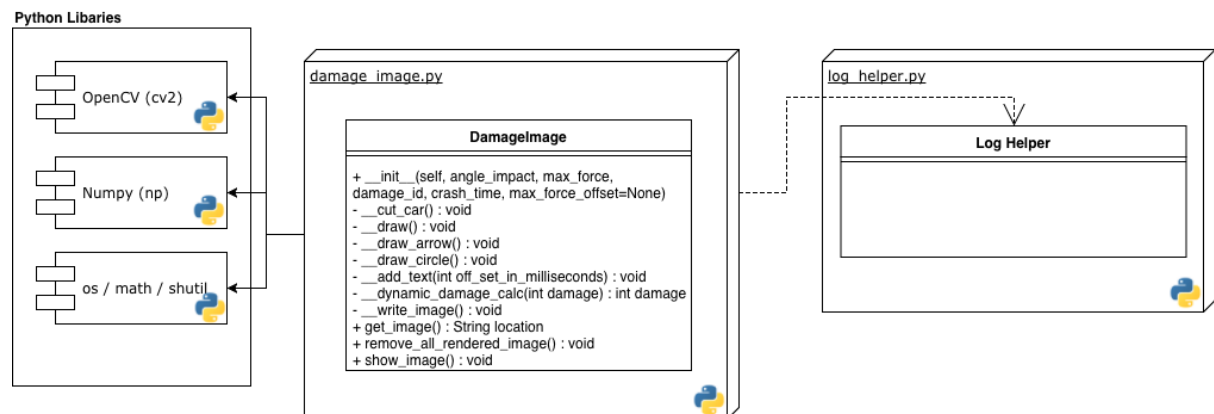 Python Libaries
OpenCV (cv2)
Numpy (np)
os / math / shutil
damage_image.py
DamageImage
+ __init__(self, angle_impact, max_force,
damage_id, crash_time, max_force_offset=None)
- __cut_car() : void
- __draw() : void
- __draw_arrow() : void
- __draw_circle() : void
- __add_text(int off_set_in_milliseconds) : void
- __dynamic_damage_calc(int damage) : int damage
- __write_image() : void
+ get_image() : String location
+ remove_all_rendered_image() : void
+ show_image() : void
log_helper.py
Log Helper